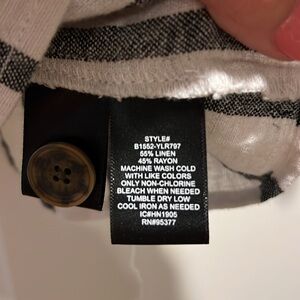 STYLE#
B1552-YLR797
55% LINEN
45% RAYON
MACHINE WASH COLD
WITH LIKE COLORS
ONLY NON-CHLORINE
BLEACH WHEN NEEDED
TUMBLE DRY LOW
COOL IRON AS NEEDED
IC#HN1905
RN#95377